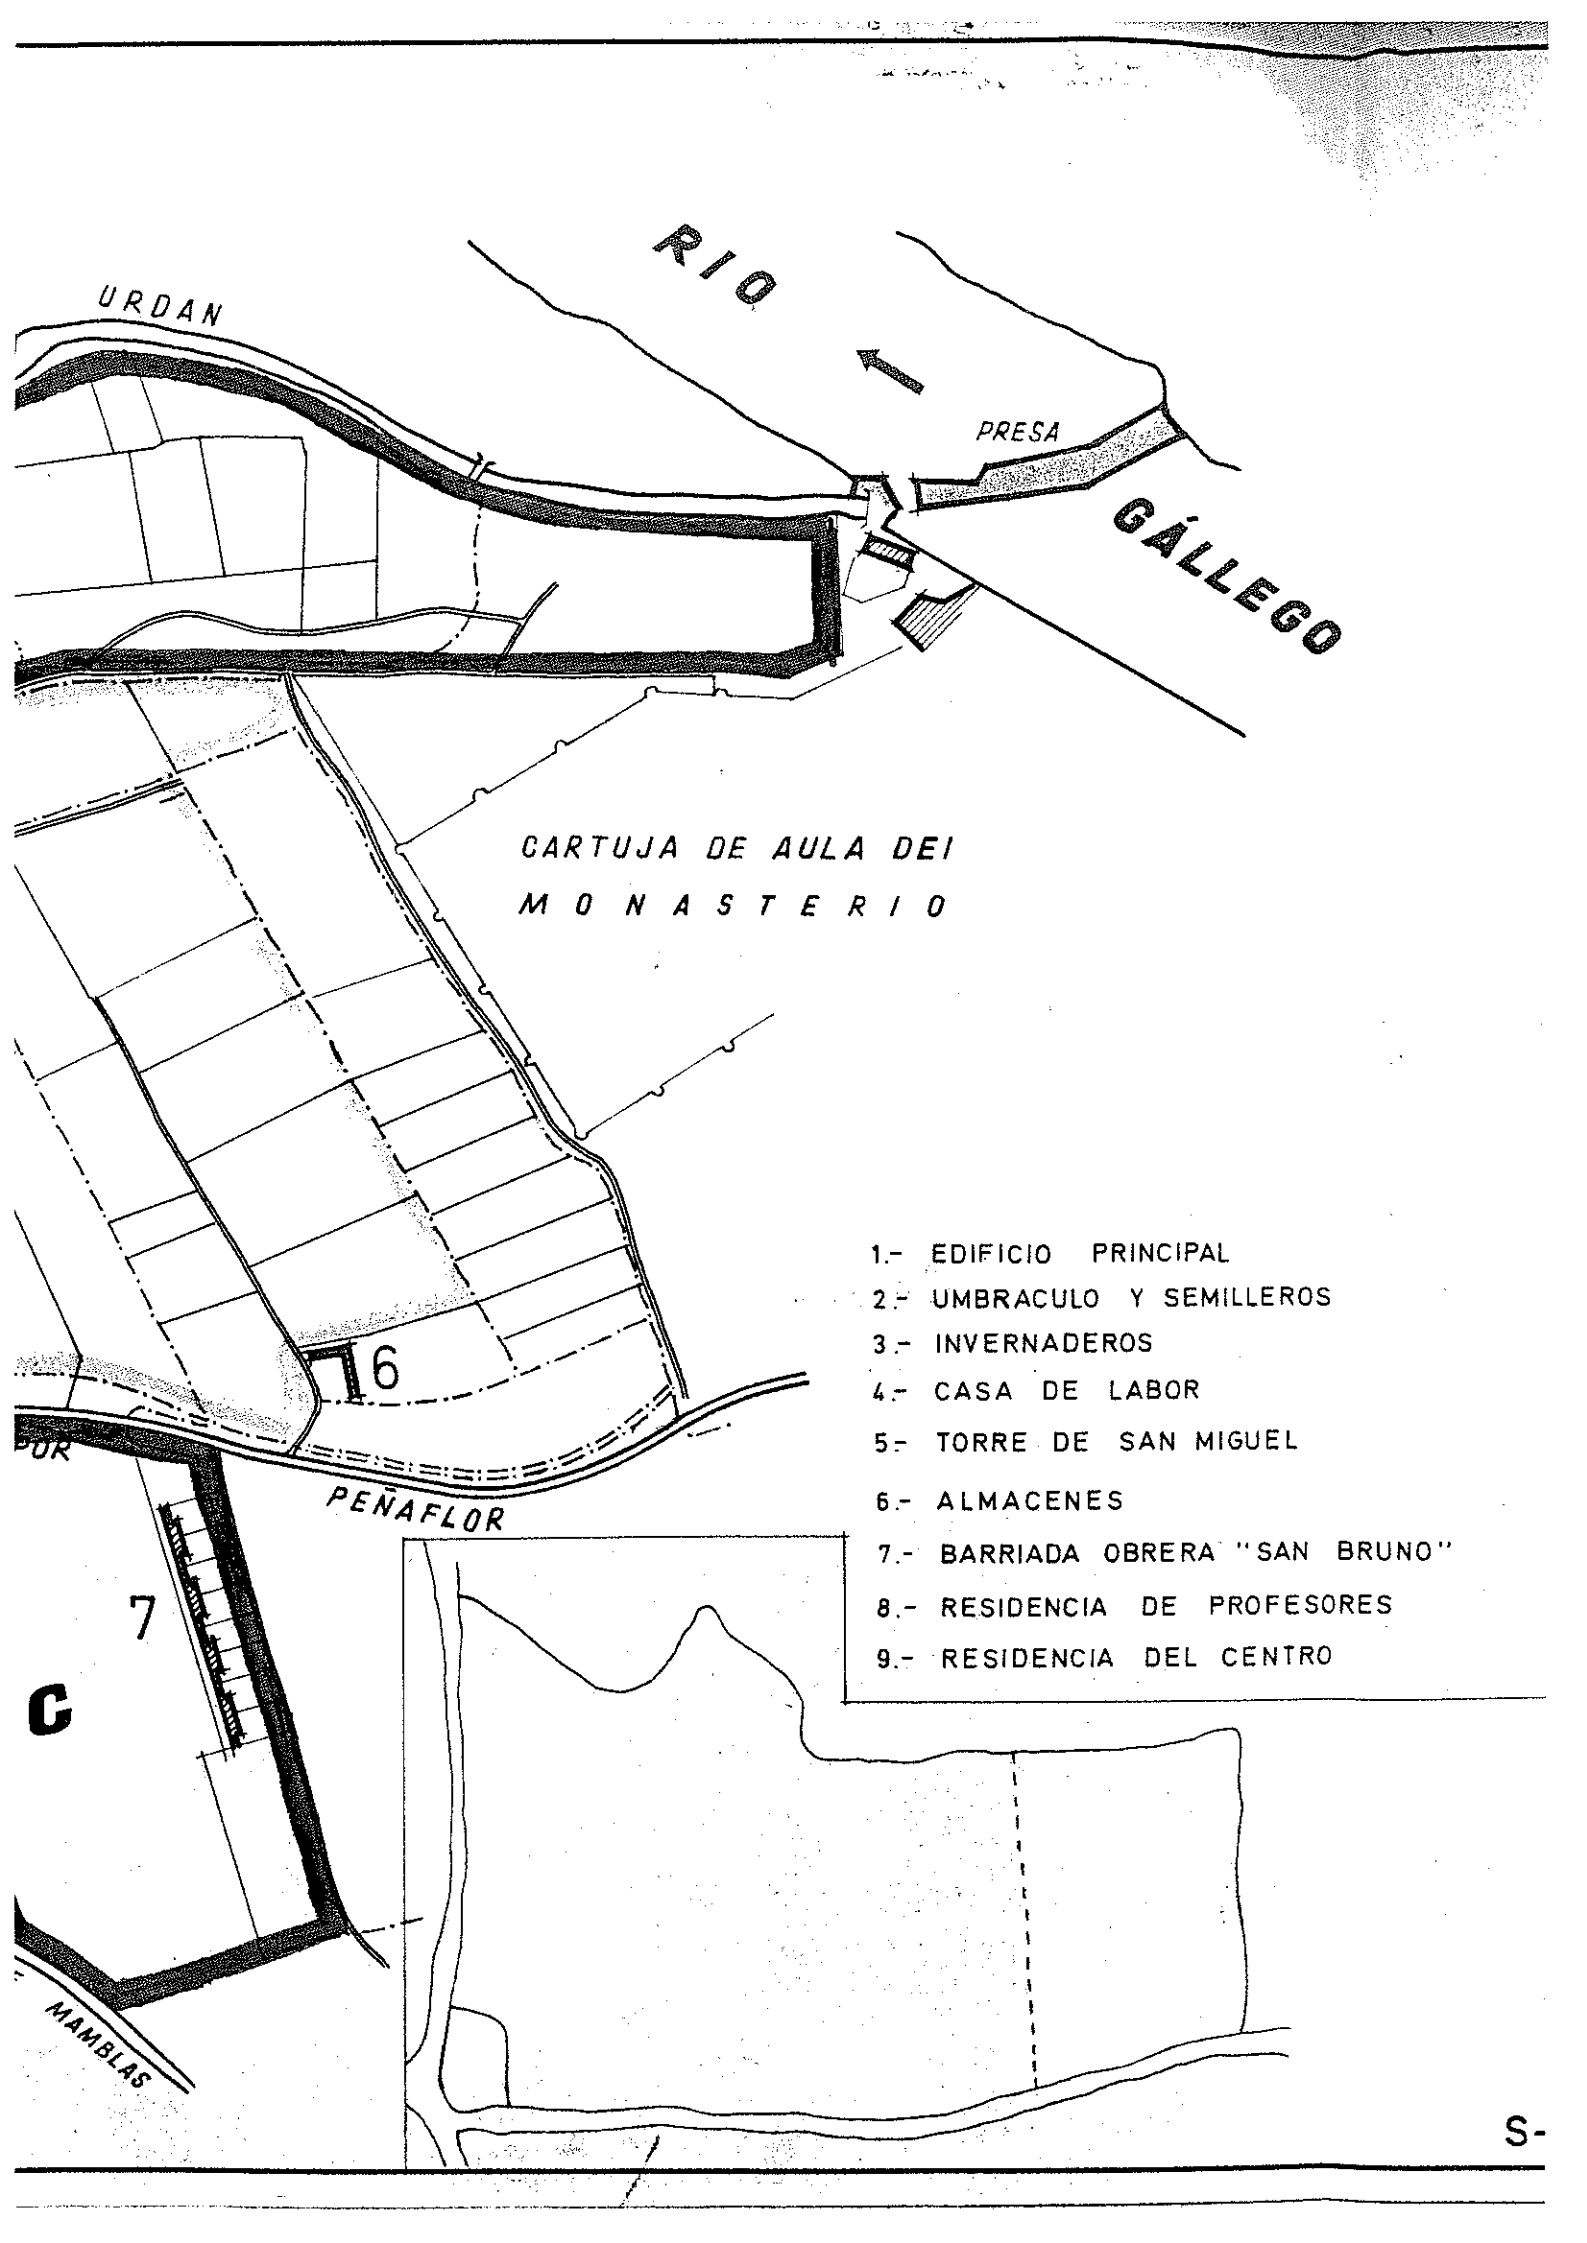 RIO
URDAN
PRESA
GÁLLEGO
CARTUJA DE AULA DEI
MONASTERIO
1.- EDIFICIO PRINCIPAL
2.- UMBRACULO Y SEMILLEROS
3.- INVERNADEROS
4.- CASA DE LABOR
5.- TORRE DE SAN MIGUEL
6.- ALMACENES
7.- BARRIADA OBRERA "SAN BRUNO"
8.- RESIDENCIA DE PROFESORES
9.- RESIDENCIA DEL CENTRO
6
POR
PEÑAFLOR
7
C
MAMBLAS
S-